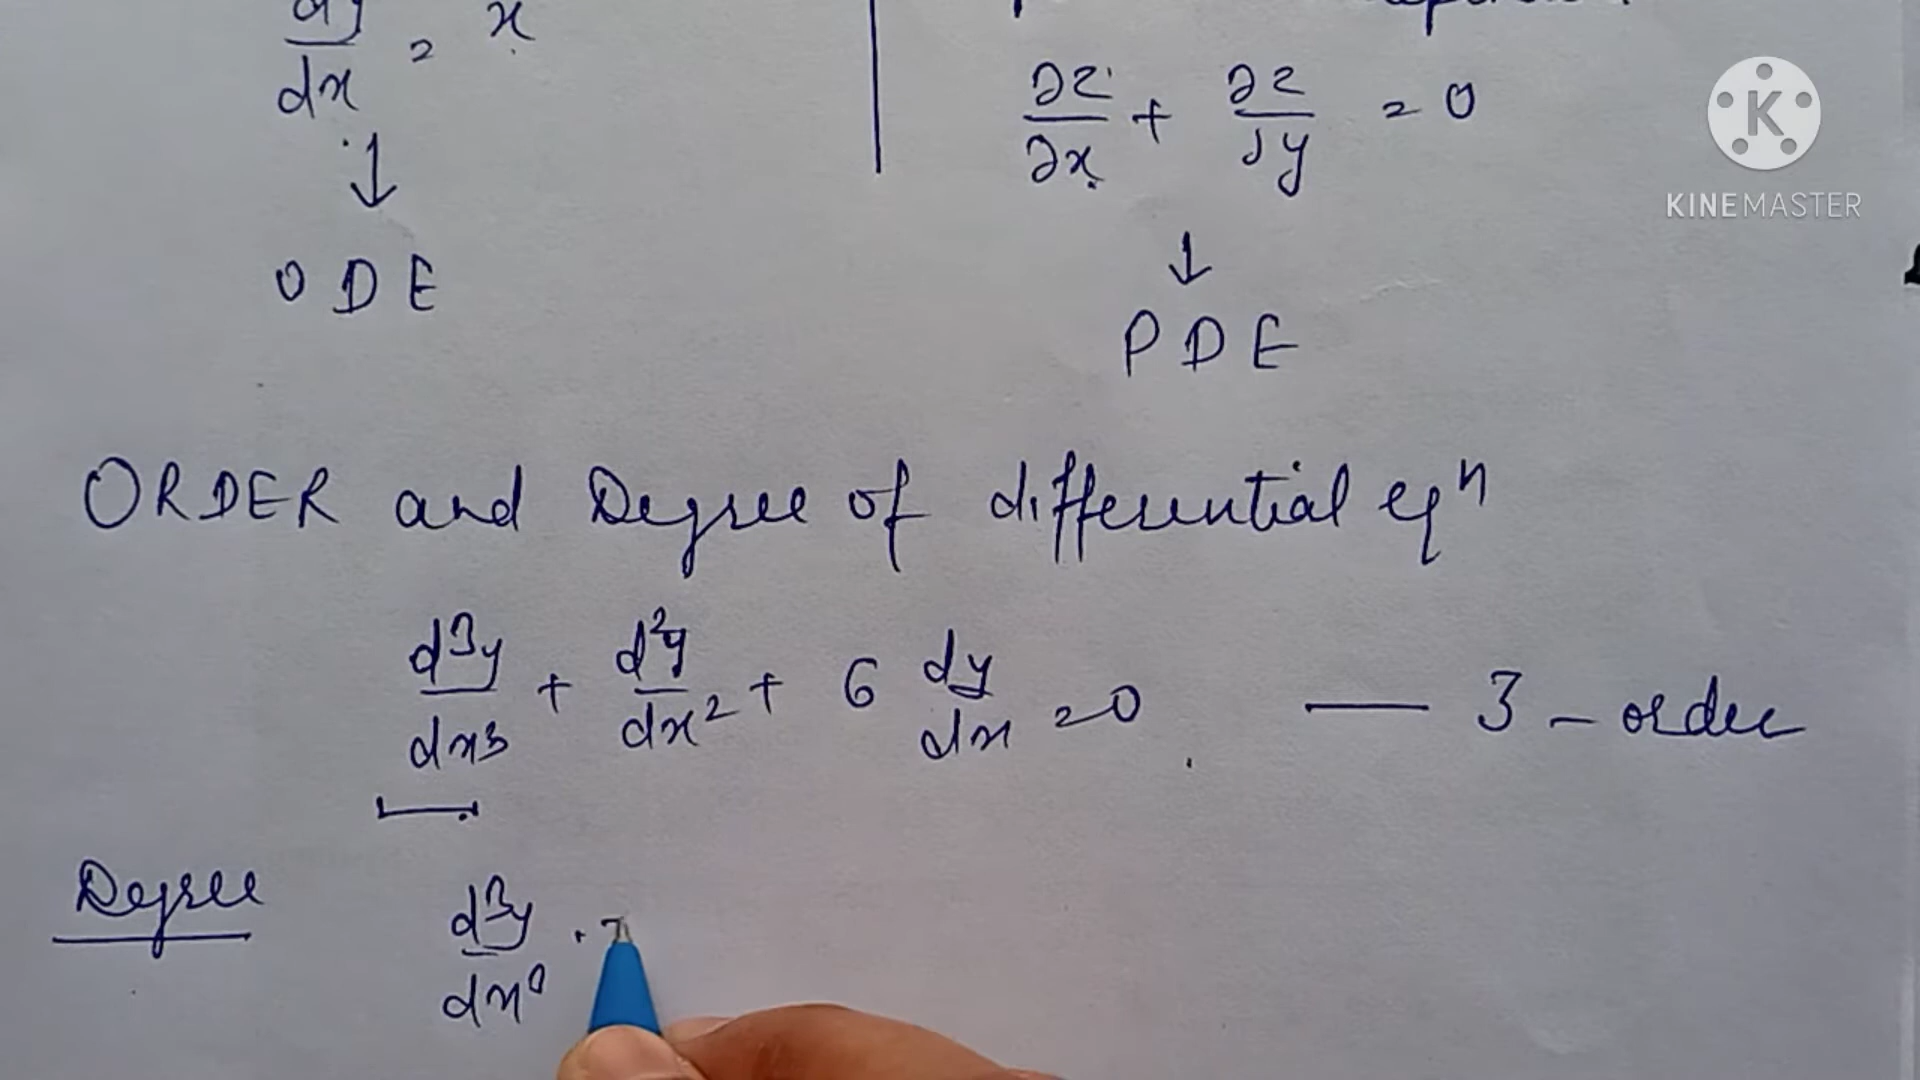 dy/dx = x
∂z/∂x + ∂z/∂y = 0
KINEMASTER
↓
ODE
↓
PDE
ORDER and Degree of differential eqⁿ
d³y/dx³ + d²y/dx² + 6 dy/dx = 0 — 3 - order
Degree d³y